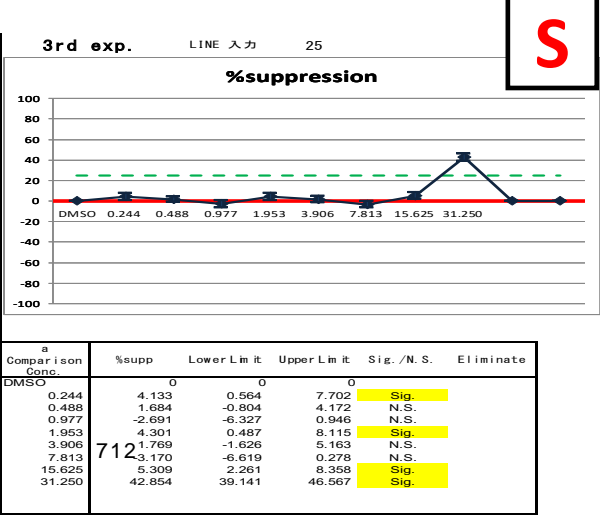 S
3rd exp. LINE 入力 25
%suppression
100
80
60
40
20
0
-20
-40
-60
-80
-100
DMSO 0.244 0.488 0.977 1.953 3.906 7.813 15.625 31.250
a
Comparison
Conc. %supp LowerLimit UpperLimit Sig./N.S. Eliminate
DMSO 0 0 0
0.244 4.133 0.564 7.702 Sig.
0.488 1.684 -0.804 4.172 N.S.
0.977 -2.691 -6.327 0.946 N.S.
1.953 4.301 0.487 8.115 Sig.
3.906 1.769 -1.626 5.163 N.S.
712
7.813 -3.170 -6.619 0.278 N.S.
15.625 5.309 2.261 8.358 Sig.
31.250 42.854 39.141 46.567 Sig.